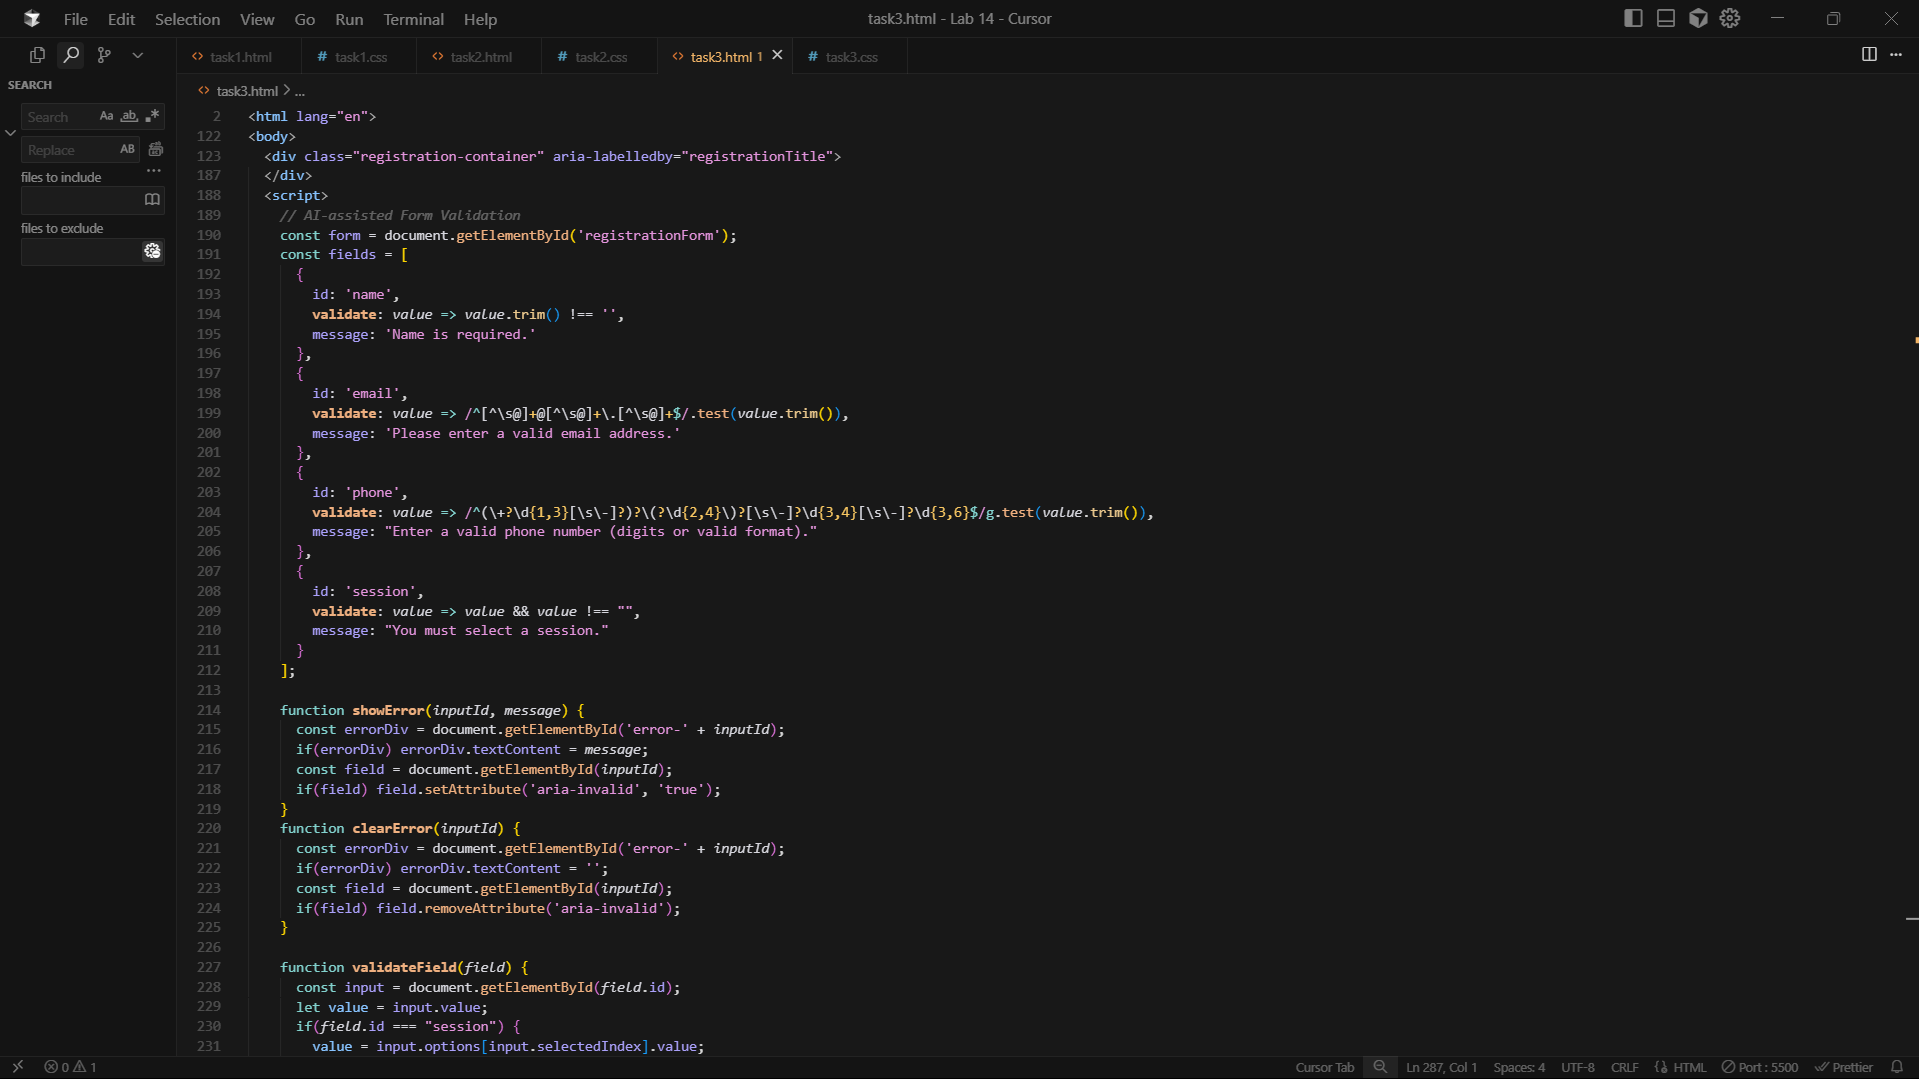 File Edit Selection View Go Run Terminal Help
task3.html - Lab 14 - Cursor
task1.html
# task1.css
task2.html
# task2.css
task3.html 1
# task3.css
SEARCH
Search Aa ab
Replace AB
files to include
files to exclude
task3.html > ...
2 <html lang="en">
122 <body>
123 <div class="registration-container" aria-labelledby="registrationTitle">
187 </div>
188 <script>
189 // AI-assisted Form Validation
190 const form = document.getElementById('registrationForm');
191 const fields = [
192 {
193 id: 'name',
194 validate: value => value.trim() !== '',
195 message: 'Name is required.'
196 },
197 {
198 id: 'email',
199 validate: value => /^[^\s@]+@[^\s@]+\.[^\s@]+$/.test(value.trim()),
200 message: 'Please enter a valid email address.'
201 },
202 {
203 id: 'phone',
204 validate: value => /^(\+?\d{1,3}[\s\-]?)?\(?\d{2,4}\)?[\s\-]?\d{3,4}[\s\-]?\d{3,6}$/g.test(value.trim()),
205 message: "Enter a valid phone number (digits or valid format)."
206 },
207 {
208 id: 'session',
209 validate: value => value && value !== "",
210 message: "You must select a session."
211 }
212 ];
213
214 function showError(inputId, message) {
215 const errorDiv = document.getElementById('error-' + inputId);
216 if(errorDiv) errorDiv.textContent = message;
217 const field = document.getElementById(inputId);
218 if(field) field.setAttribute('aria-invalid', 'true');
219 }
220 function clearError(inputId) {
221 const errorDiv = document.getElementById('error-' + inputId);
222 if(errorDiv) errorDiv.textContent = '';
223 const field = document.getElementById(inputId);
224 if(field) field.removeAttribute('aria-invalid');
225 }
226
227 function validateField(field) {
228 const input = document.getElementById(field.id);
229 let value = input.value;
230 if(field.id === "session") {
231 value = input.options[input.selectedIndex].value;
0 1 Cursor Tab Ln 287, Col 1 Spaces: 4 UTF-8 CRLF HTML Port : 5500 Prettier